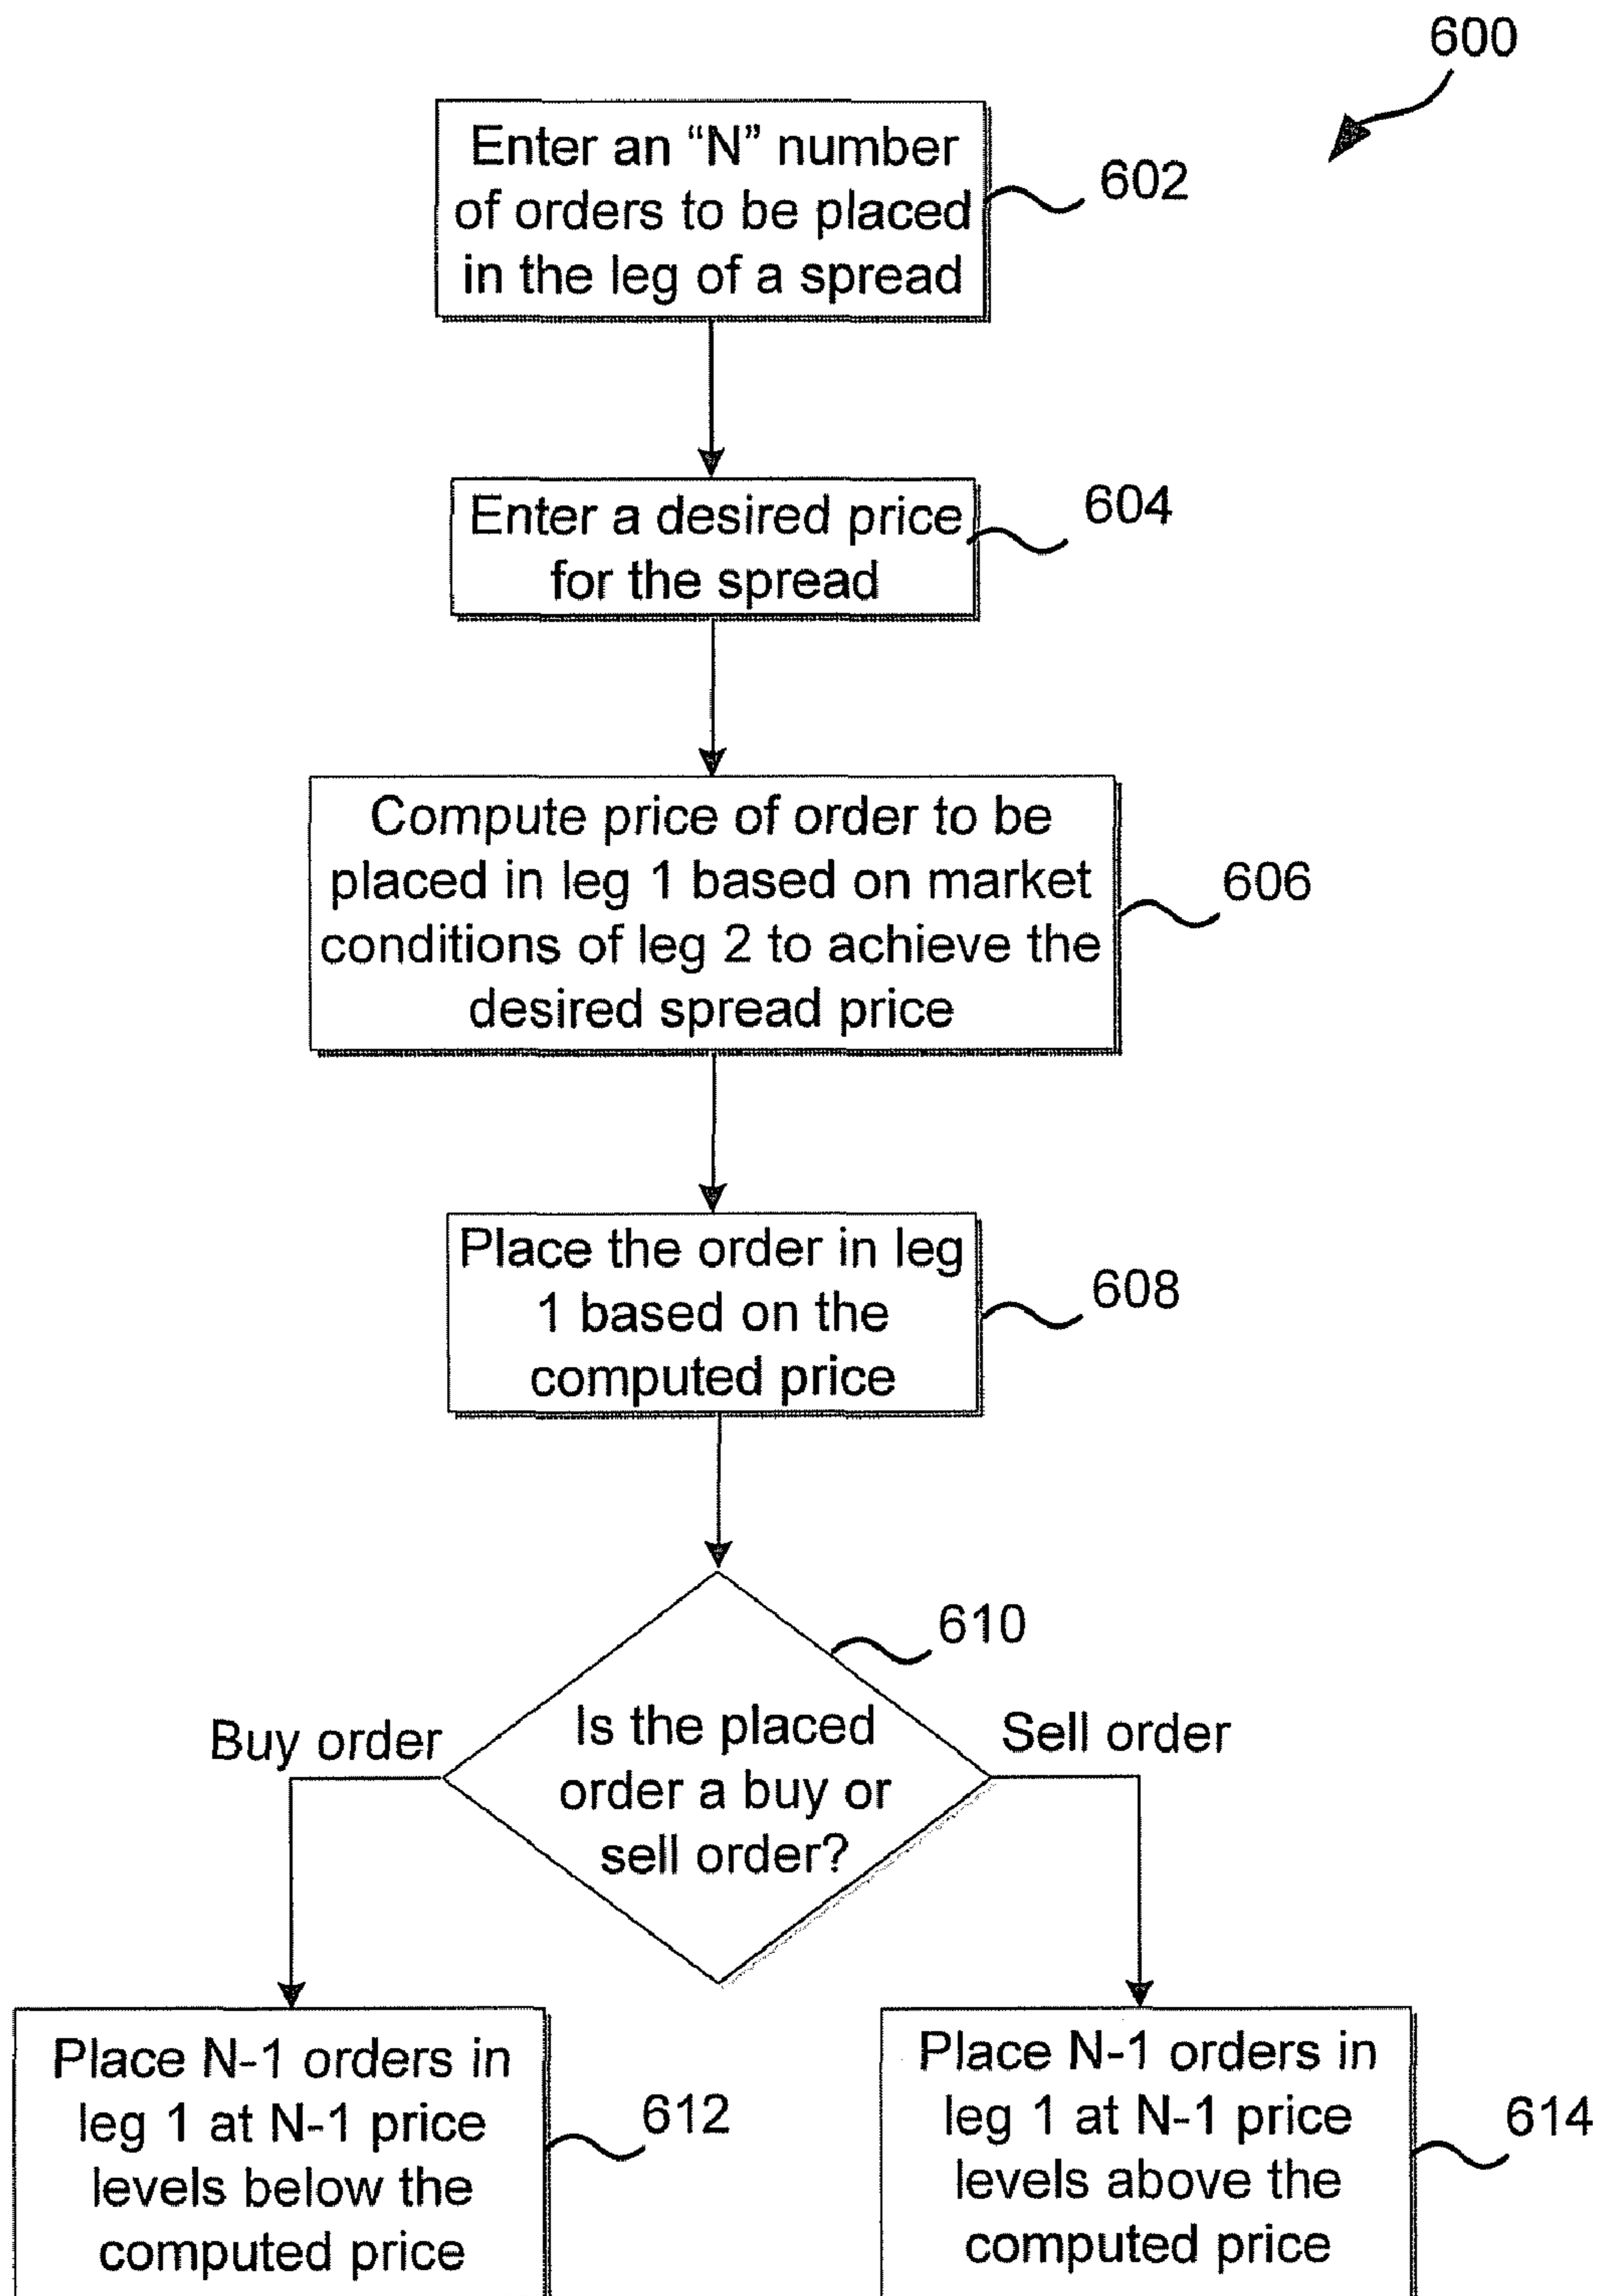 600
Enter an “N” number
of orders to be placed
in the leg of a spread
602
Enter a desired price
for the spread
604
Compute price of order to be
placed in leg 1 based on market
conditions of leg 2 to achieve the
desired spread price
606
Place the order in leg
1 based on the
computed price
608
610
Is the placed
order a buy or
sell order?
Buy order
Sell order
Place N-1 orders in
leg 1 at N-1 price
levels below the
computed price
612
Place N-1 orders in
leg 1 at N-1 price
levels above the
computed price
614